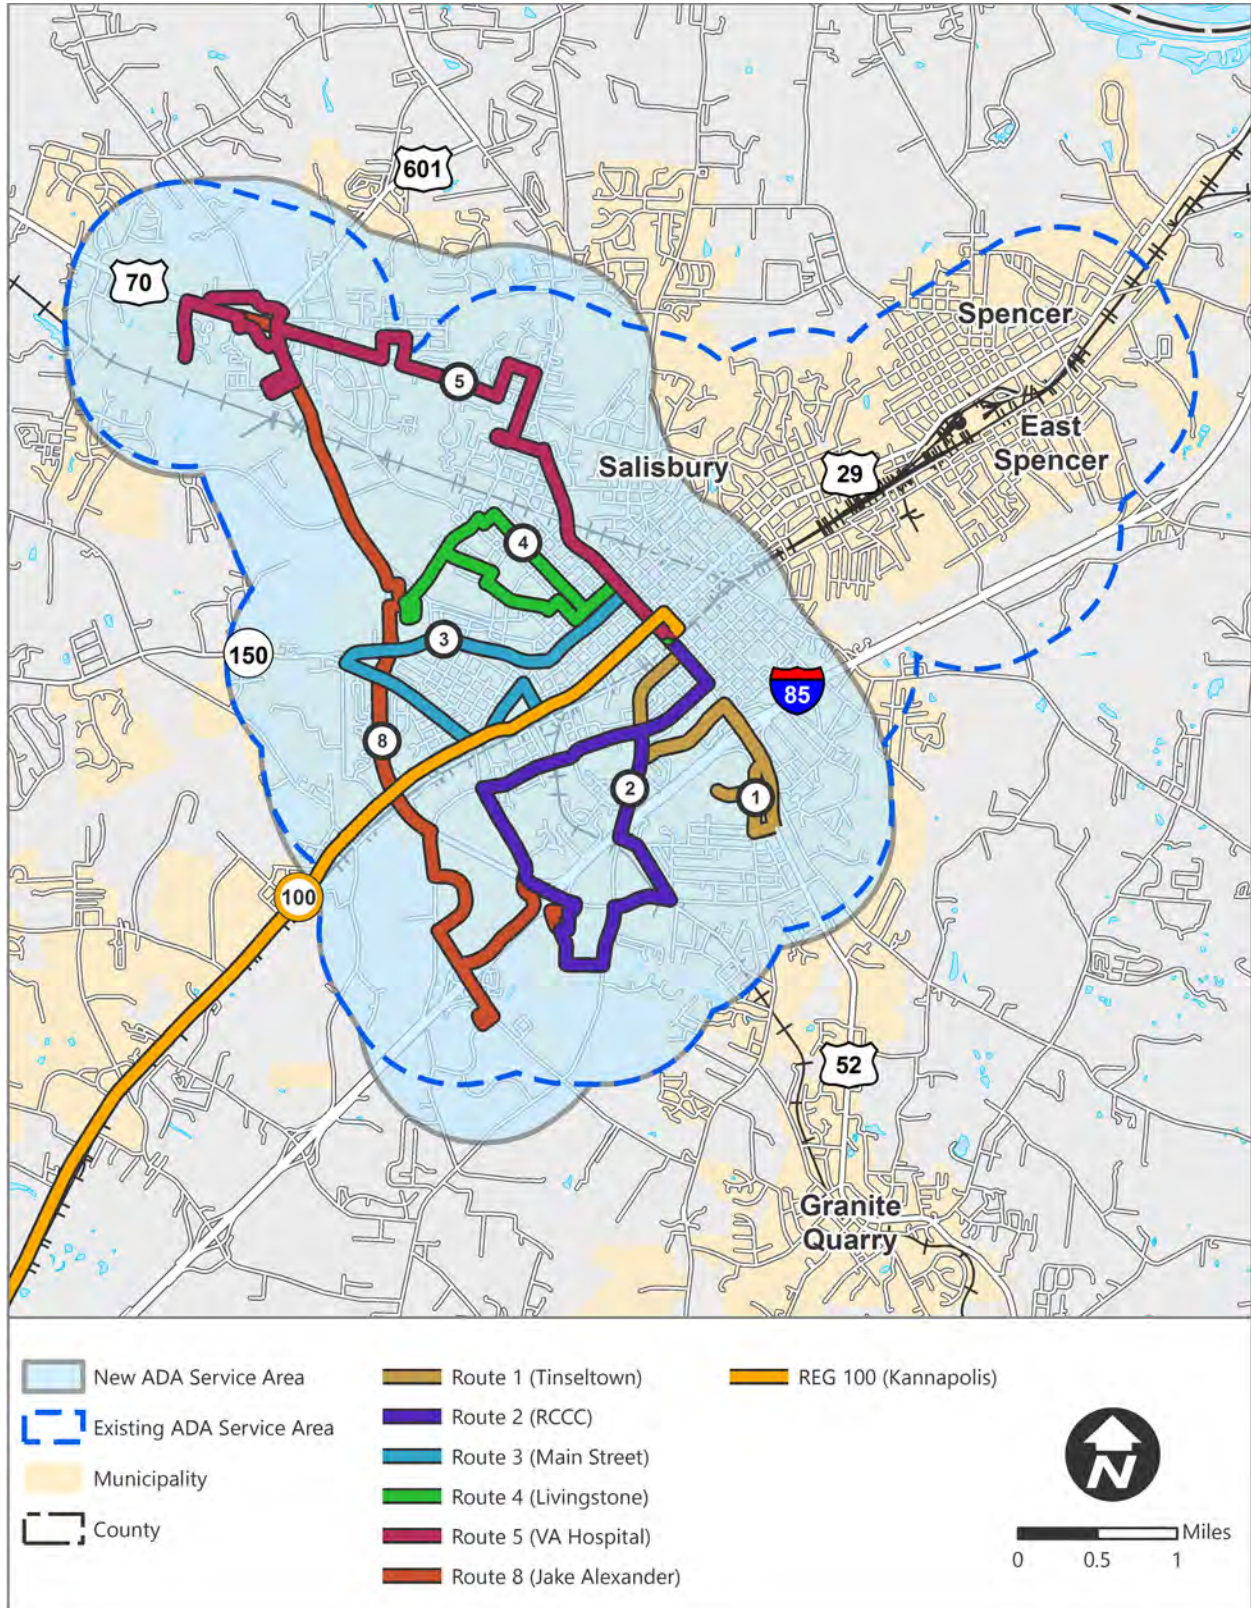 601
70
Spencer
5
East
Spencer
Salisbury
29
4
3
150
85
8
2
1
100
52
Granite
Quarry
New ADA Service Area
Existing ADA Service Area
Municipality
County
Route 1 (Tinseltown)
Route 2 (RCCC)
Route 3 (Main Street)
Route 4 (Livingstone)
Route 5 (VA Hospital)
Route 8 (Jake Alexander)
REG 100 (Kannapolis)
N
Miles
0 0.5 1